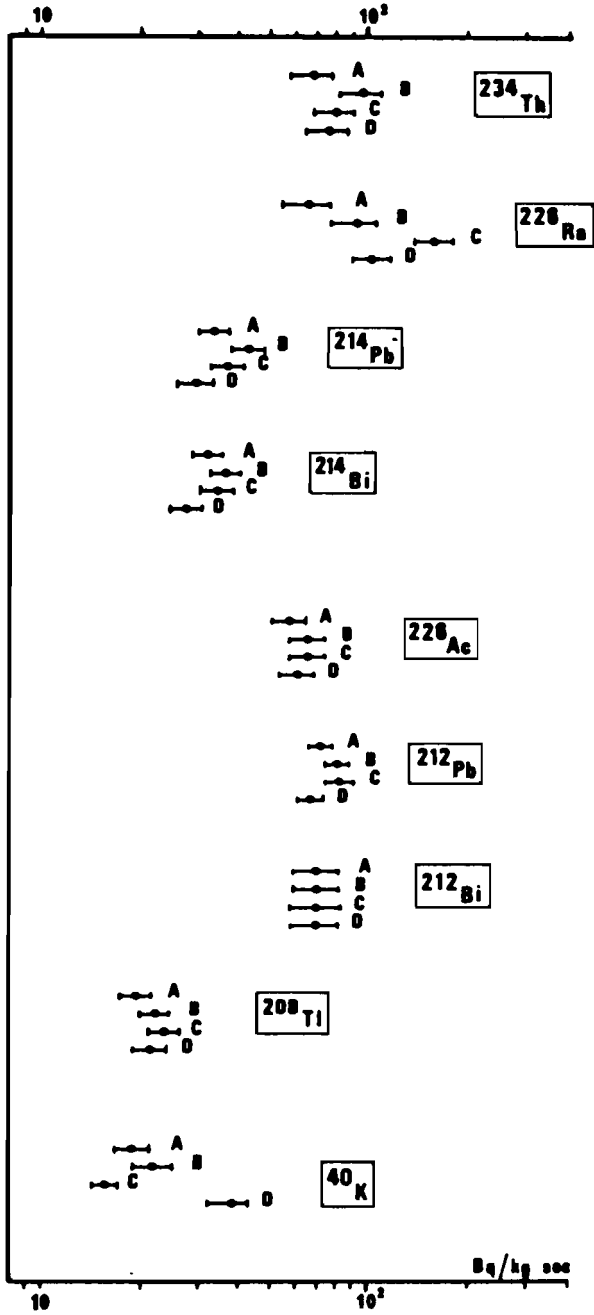 10 10²
A
B
²³⁴Th
C
D
A
B
²²⁶Ra
C
D
A
B
²¹⁴Pb
C
D
A
B
²¹⁴Bi
C
D
A
B
²²⁸Ac
C
D
A
B
²¹²Pb
C
D
A
B
²¹²Bi
C
D
A
B
²⁰⁸Tl
C
D
A
B
⁴⁰K
C
D
Bq/kg sec
10 10²